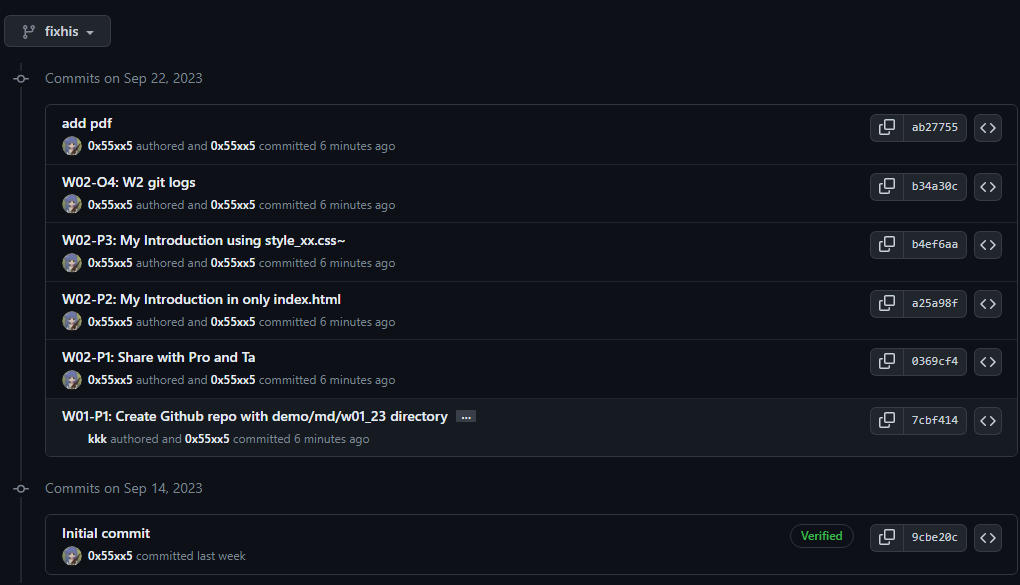 fixhis
Commits on Sep 22, 2023
add pdf
ab27755
0x55xx5 authored and 0x55xx5 committed 6 minutes ago
W02-O4: W2 git logs
b34a30c
0x55xx5 authored and 0x55xx5 committed 6 minutes ago
W02-P3: My Introduction using style_xx.css~
b4ef6aa
0x55xx5 authored and 0x55xx5 committed 6 minutes ago
W02-P2: My Introduction in only index.html
a25a98f
0x55xx5 authored and 0x55xx5 committed 6 minutes ago
W02-P1: Share with Pro and Ta
0369cf4
0x55xx5 authored and 0x55xx5 committed 6 minutes ago
W01-P1: Create Github repo with demo/md/w01_23 directory ...
7cbf414
kkk authored and 0x55xx5 committed 6 minutes ago
Commits on Sep 14, 2023
Initial commit
Verified
9cbe20c
0x55xx5 committed last week